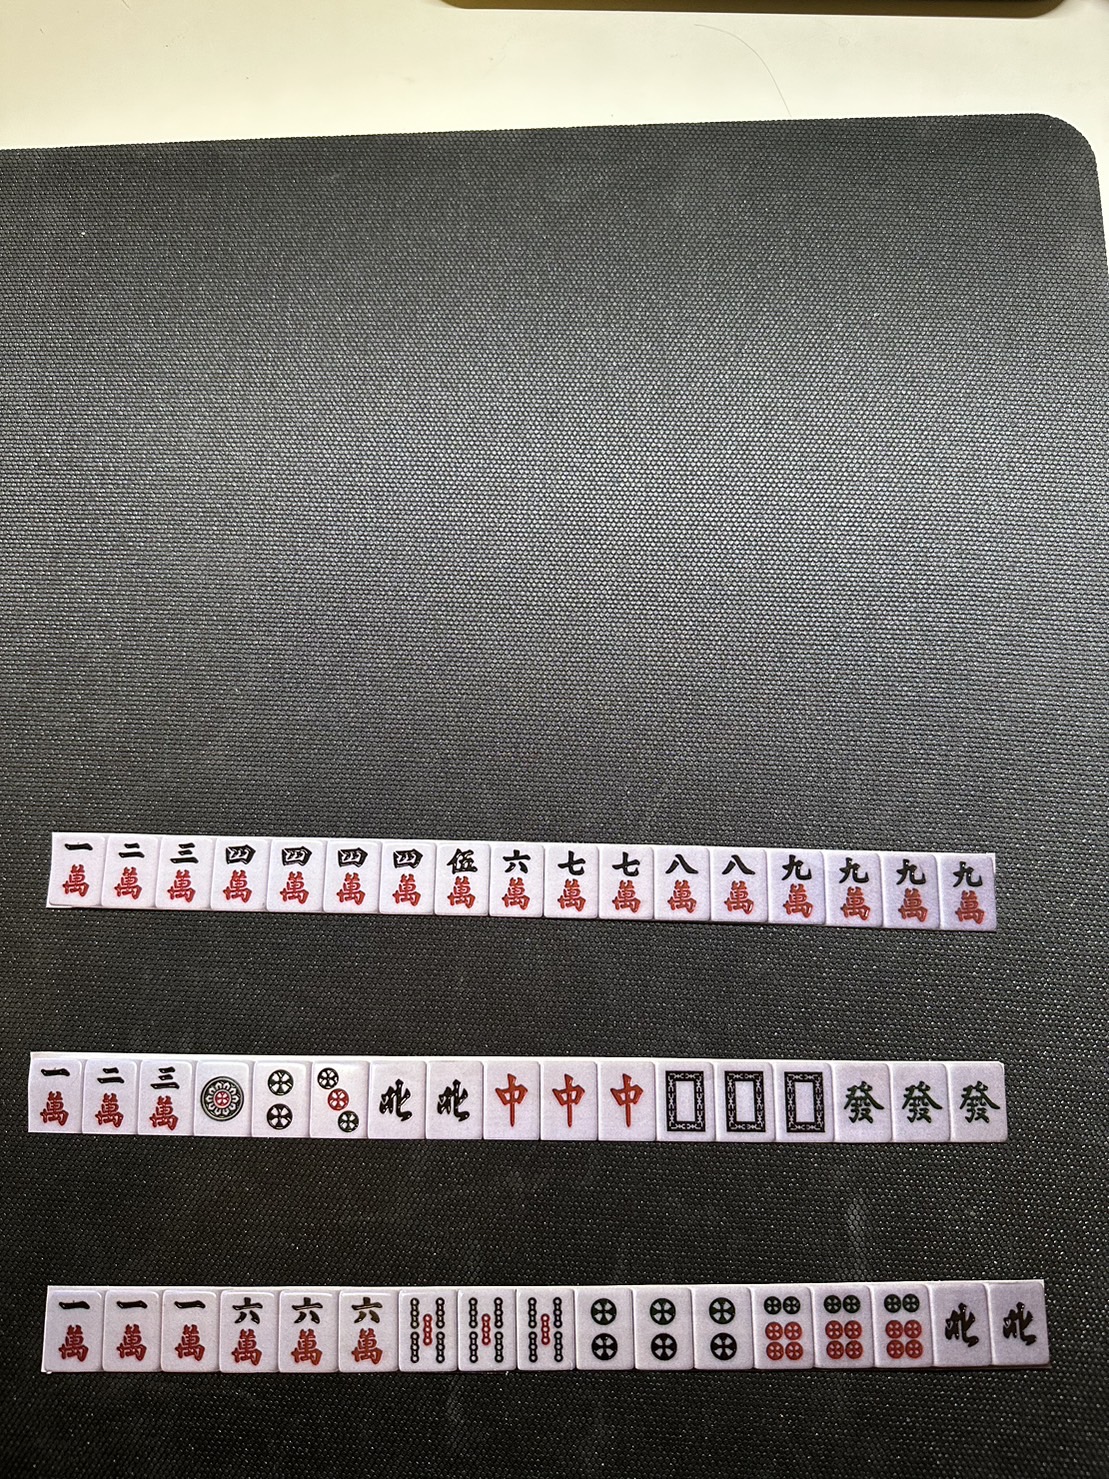 一 二 三 四 四 四 四 伍 六 七 七 八 八 九 九 九 九
萬 萬 萬 萬 萬 萬 萬 萬 萬 萬 萬 萬 萬 萬 萬 萬 萬
一 二 三
萬 萬 萬 北 北 中 中 中 發 發 發
一 一 一 六 六 六
萬 萬 萬 萬 萬 萬 北 北